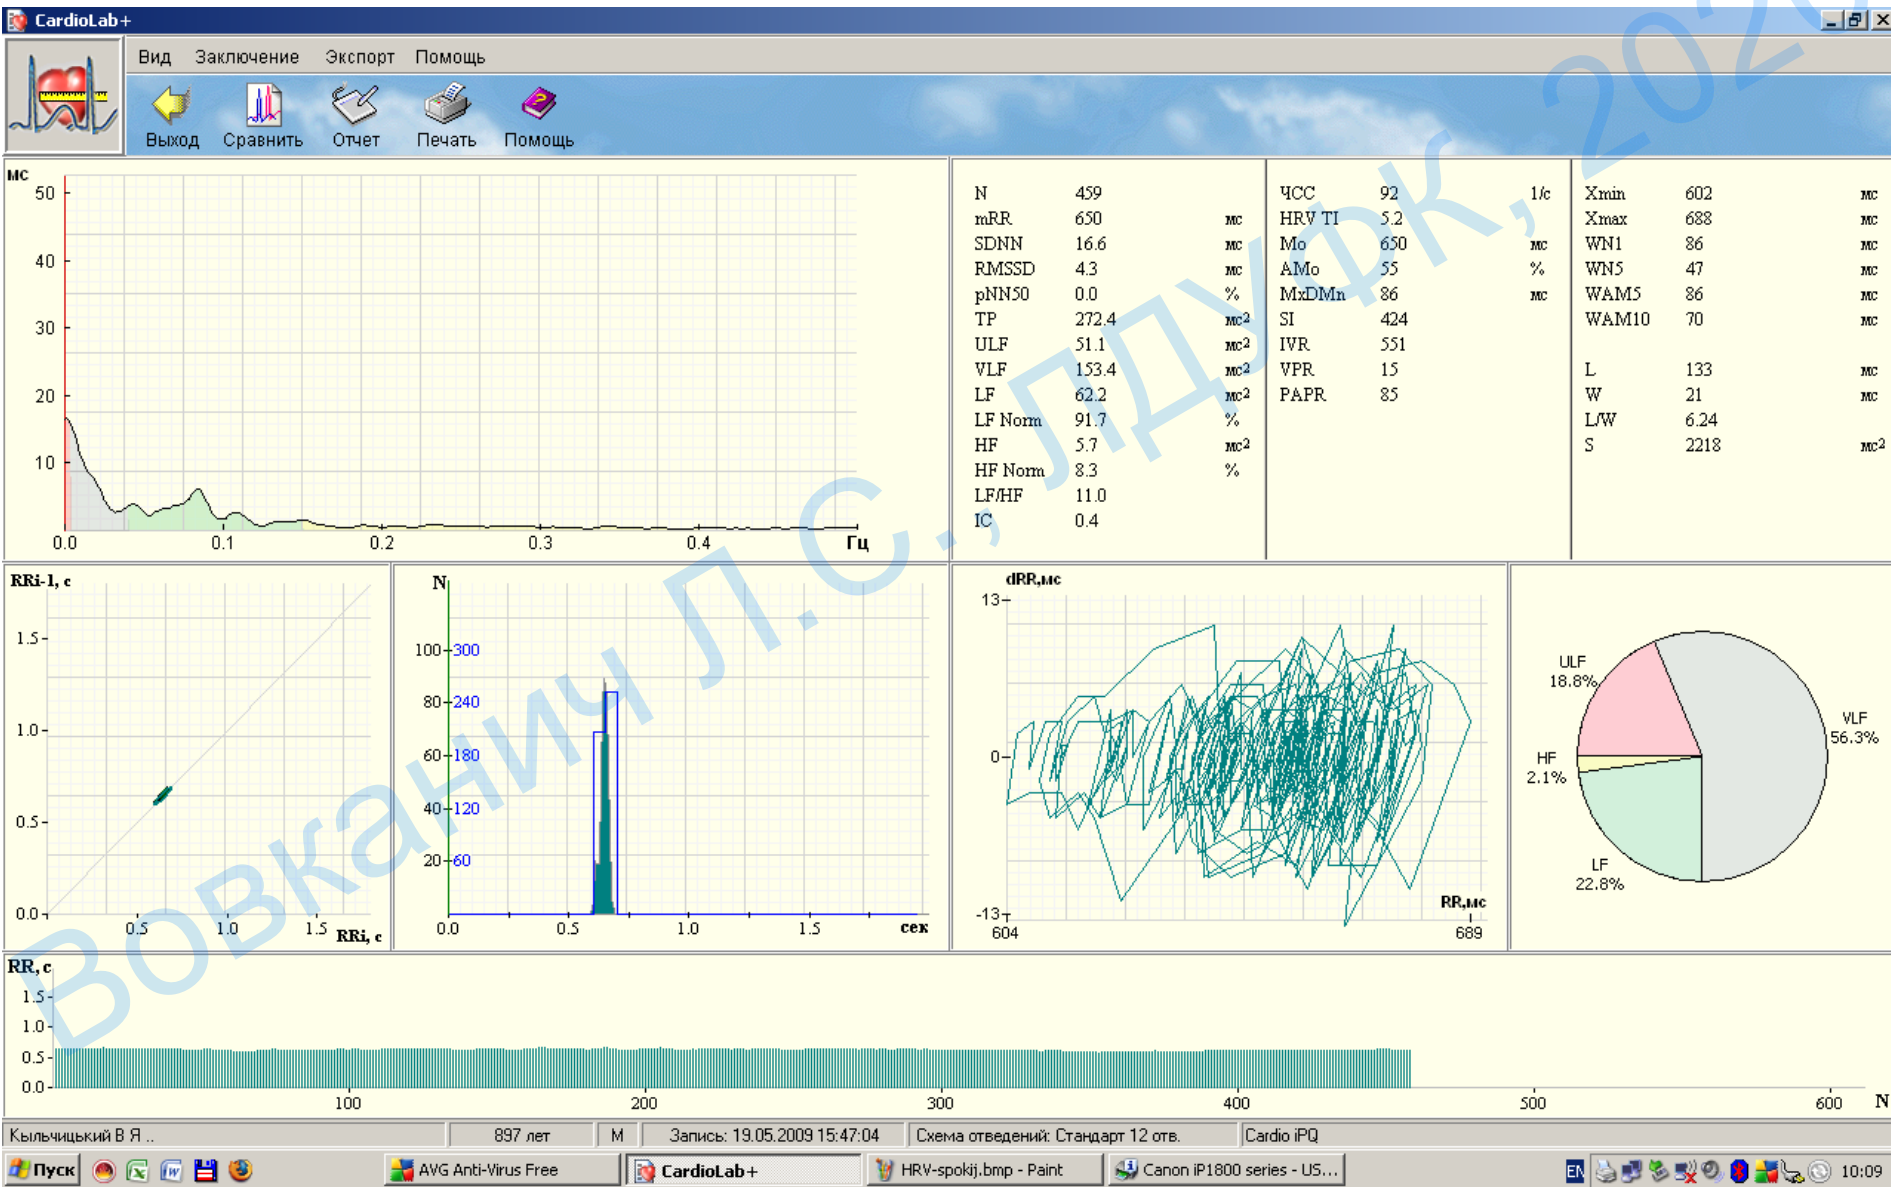 CardioLab+
Вид Заключение Экспорт Помощь
Выход Сравнить Отчет Печать Помощь
мс
50
40
30
20
10
0.0 0.1 0.2 0.3 0.4 Гц
N 459
mRR 650 мс
SDNN 16.6 мс
RMSSD 4.3 мс
pNN50 0.0 %
TP 272.4 мс2
ULF 51.1 мс2
VLF 153.4 мс2
LF 62.2 мс2
LF Norm 91.7 %
HF 5.7 мс2
HF Norm 8.3 %
LF/HF 11.0
IC 0.4
ЧСС 92 1/с
HRV TI 5.2
Mo 650 мс
AMo 55 %
MxDMn 86 мс
SI 424
IVR 551
VPR 15
PAPR 85
Xmin 602 мс
Xmax 688 мс
WN1 86 мс
WN5 47 мс
WAM5 86 мс
WAM10 70 мс
L 133 мс
W 21 мс
L/W 6.24
S 2218 мс2
RRi-1, с
1.5
1.0
0.5
0.0
0.5 1.0 1.5 RRi, с
N
100 300
80 240
60 180
40 120
20 60
0.0 0.5 1.0 1.5 сек
dRR,мс
13
0
-13
RR,мс
604 689
ULF
18.8%
VLF
56.3%
HF
2.1%
LF
22.8%
RR, с
1.5
1.0
0.5
0.0
100 200 300 400 500 600 N
Кыльчицький В Я .. 897 лет М Запись: 19.05.2009 15:47:04 Схема отведений: Стандарт 12 отв. Cardio iPQ
Пуск AVG Anti-Virus Free CardioLab+ HRV-spokij.bmp - Paint Canon iP1800 series - US... EN 10:09
Вовканич Л.С., ЛДУФК, 2020